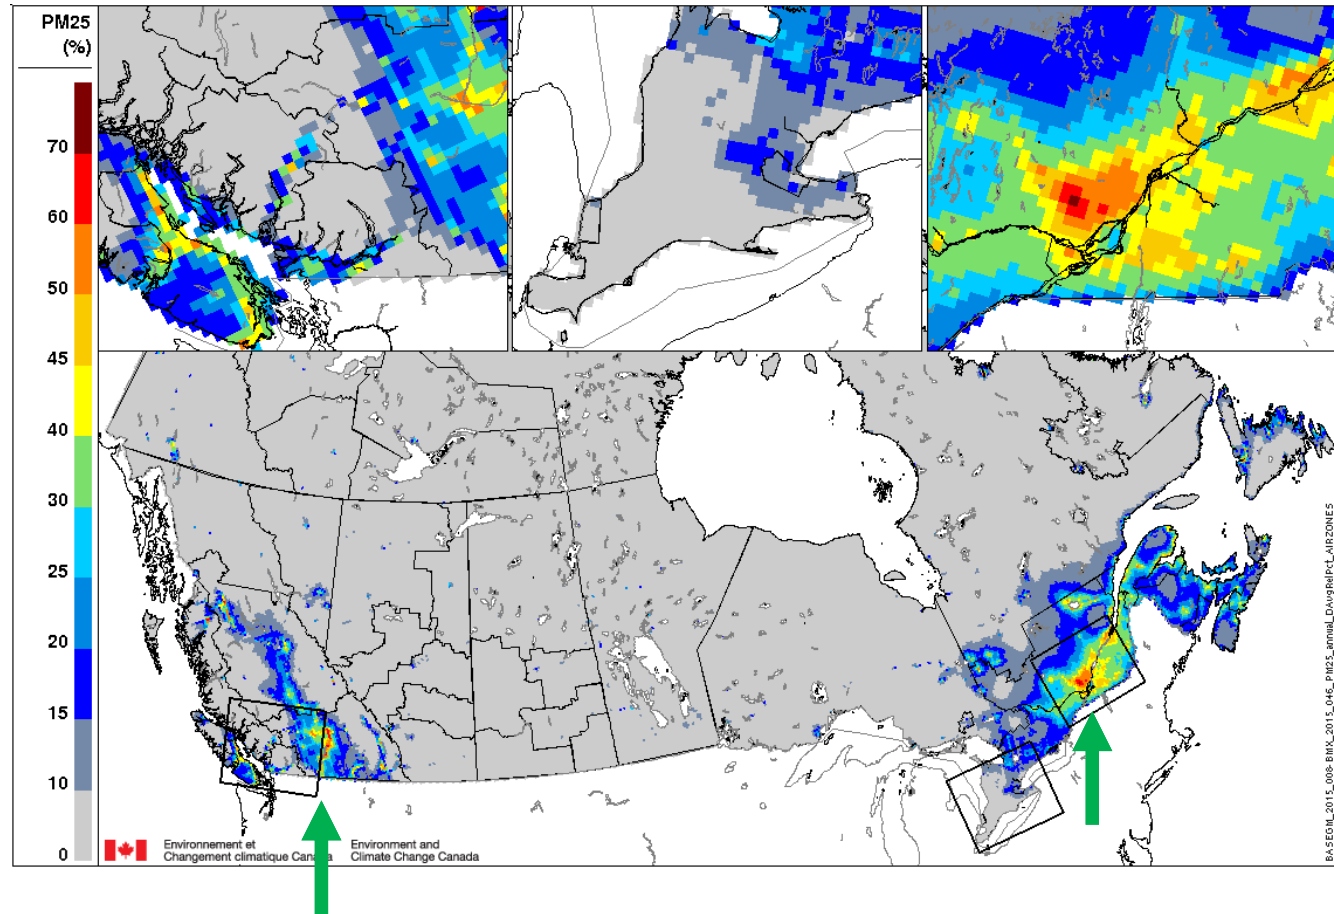 PM25
(%)
70
60
50
45
40
30
25
20
15
10
0
Environnement et
Changement climatique Cana a
Environment and
Climate Change Canada
BASEGM_2015_008-BMX_2015_046_PM25_annual_DAvgRelPct_AIRZONES